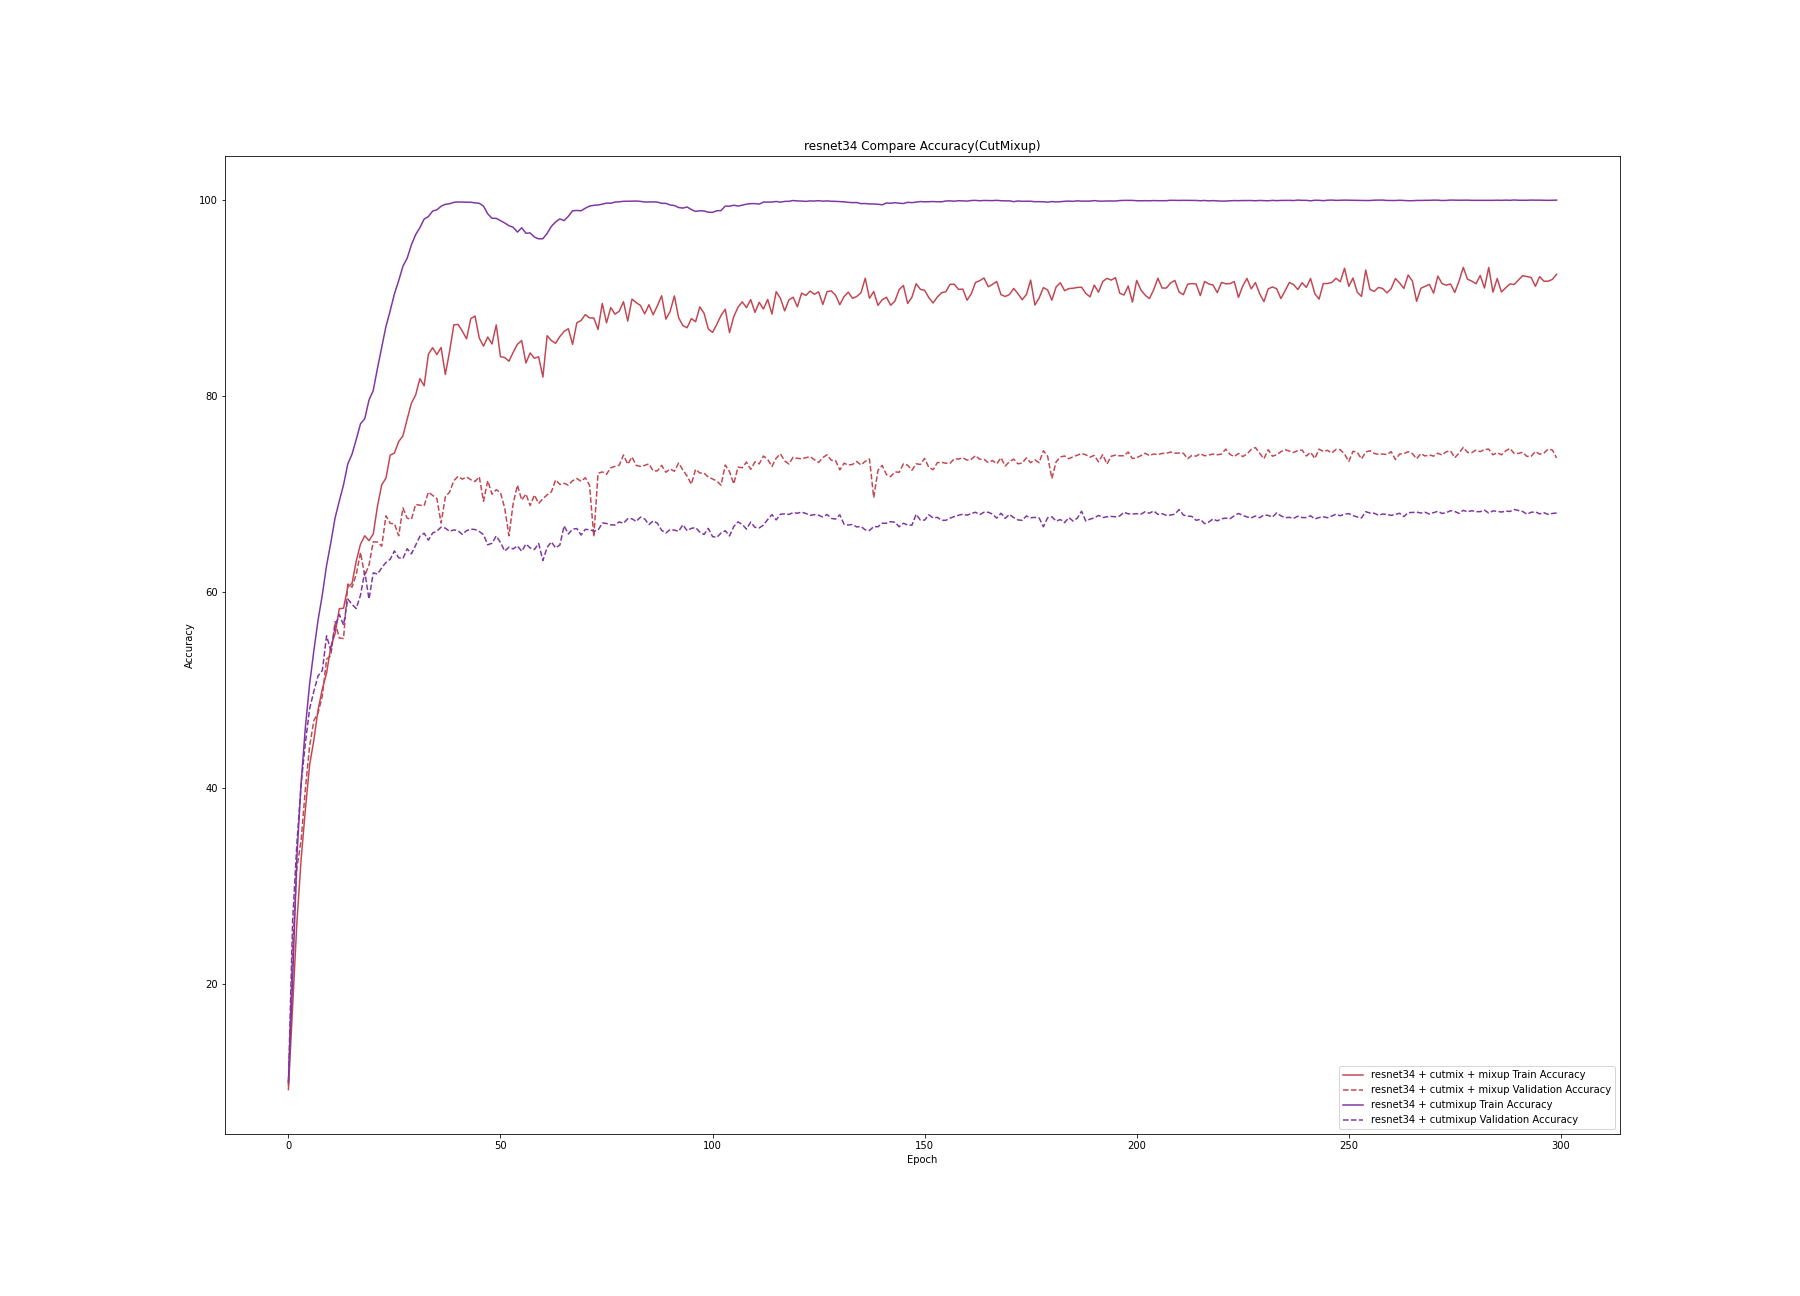 resnet34 Compare Accuracy(CutMixup)
100
80
60
40
20
Accuracy
0
50
100
150
200
250
300
Epoch
resnet34 + cutmix + mixup Train Accuracy
resnet34 + cutmix + mixup Validation Accuracy
resnet34 + cutmixup Train Accuracy
resnet34 + cutmixup Validation Accuracy